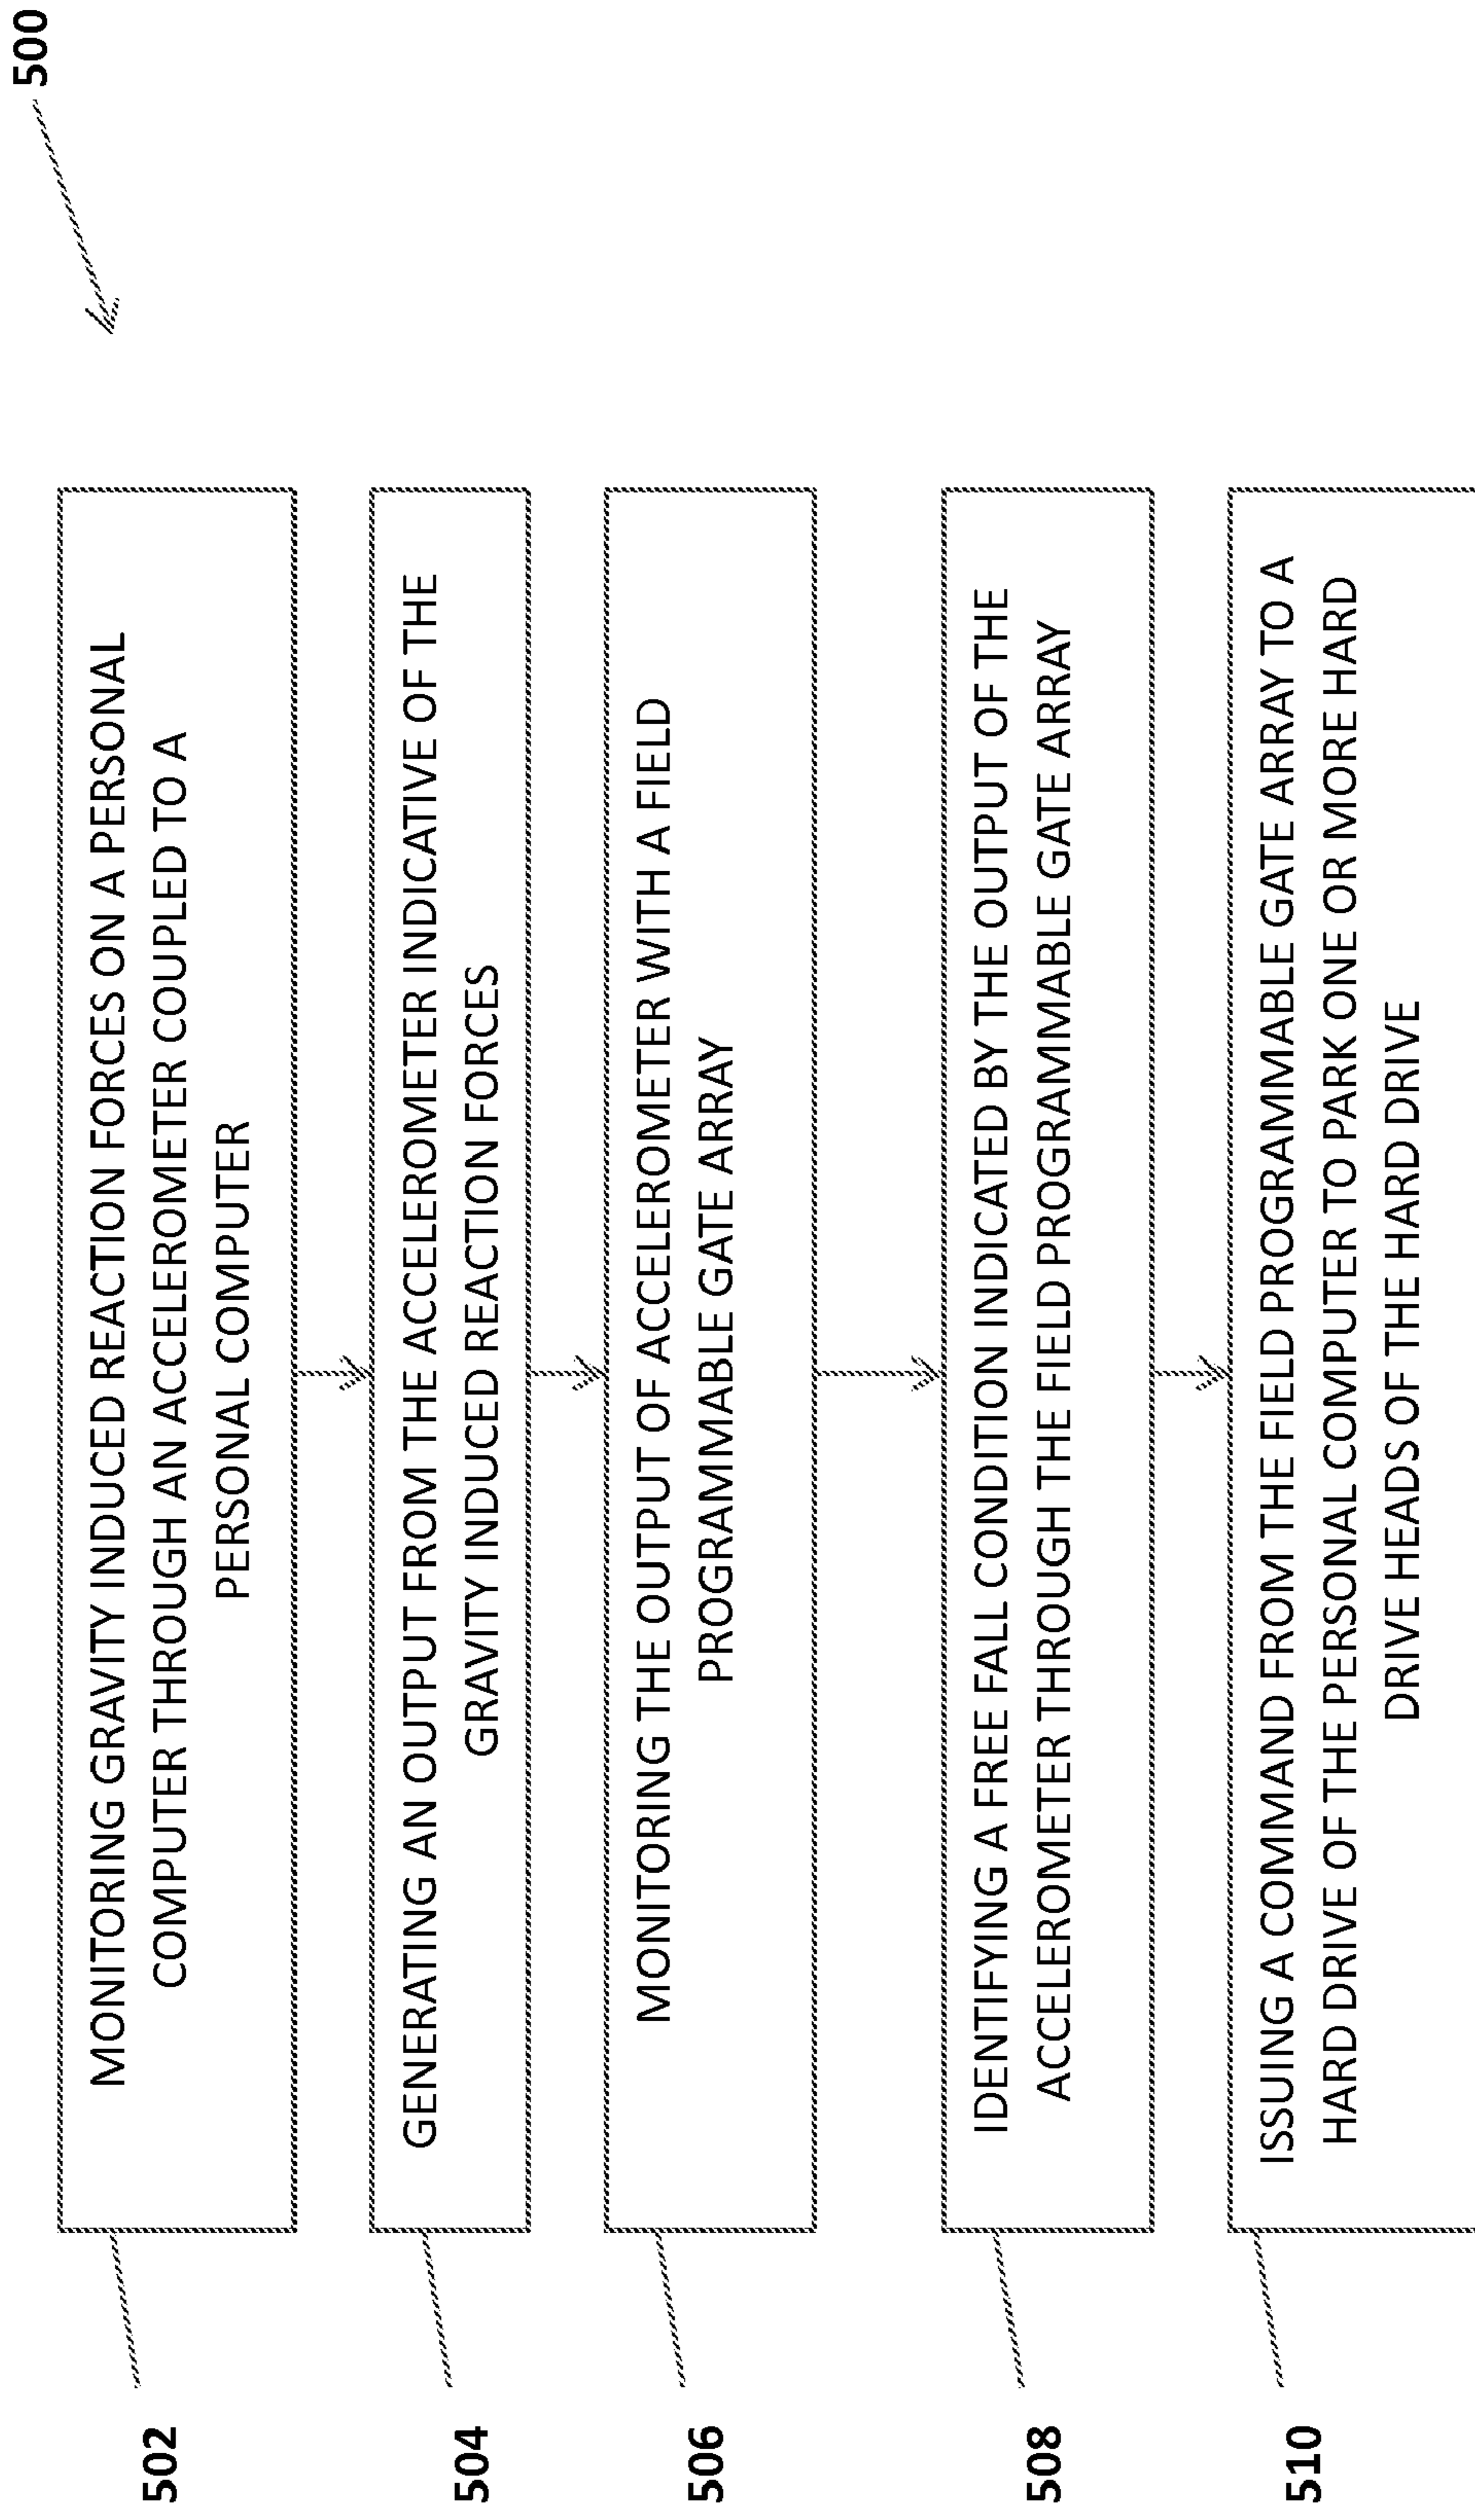 500
502
MONITORING GRAVITY INDUCED REACTION FORCES ON A PERSONAL
COMPUTER THROUGH AN ACCELEROMETER COUPLED TO A
PERSONAL COMPUTER
504
GENERATING AN OUTPUT FROM THE ACCELEROMETER INDICATIVE OF THE
GRAVITY INDUCED REACTION FORCES
506
MONITORING THE OUTPUT OF ACCELEROMETER WITH A FIELD
PROGRAMMABLE GATE ARRAY
508
IDENTIFYING A FREE FALL CONDITION INDICATED BY THE OUTPUT OF THE
ACCELEROMETER THROUGH THE FIELD PROGRAMMABLE GATE ARRAY
510
ISSUING A COMMAND FROM THE FIELD PROGRAMMABLE GATE ARRAY TO A
HARD DRIVE OF THE PERSONAL COMPUTER TO PARK ONE OR MORE HARD
DRIVE HEADS OF THE HARD DRIVE